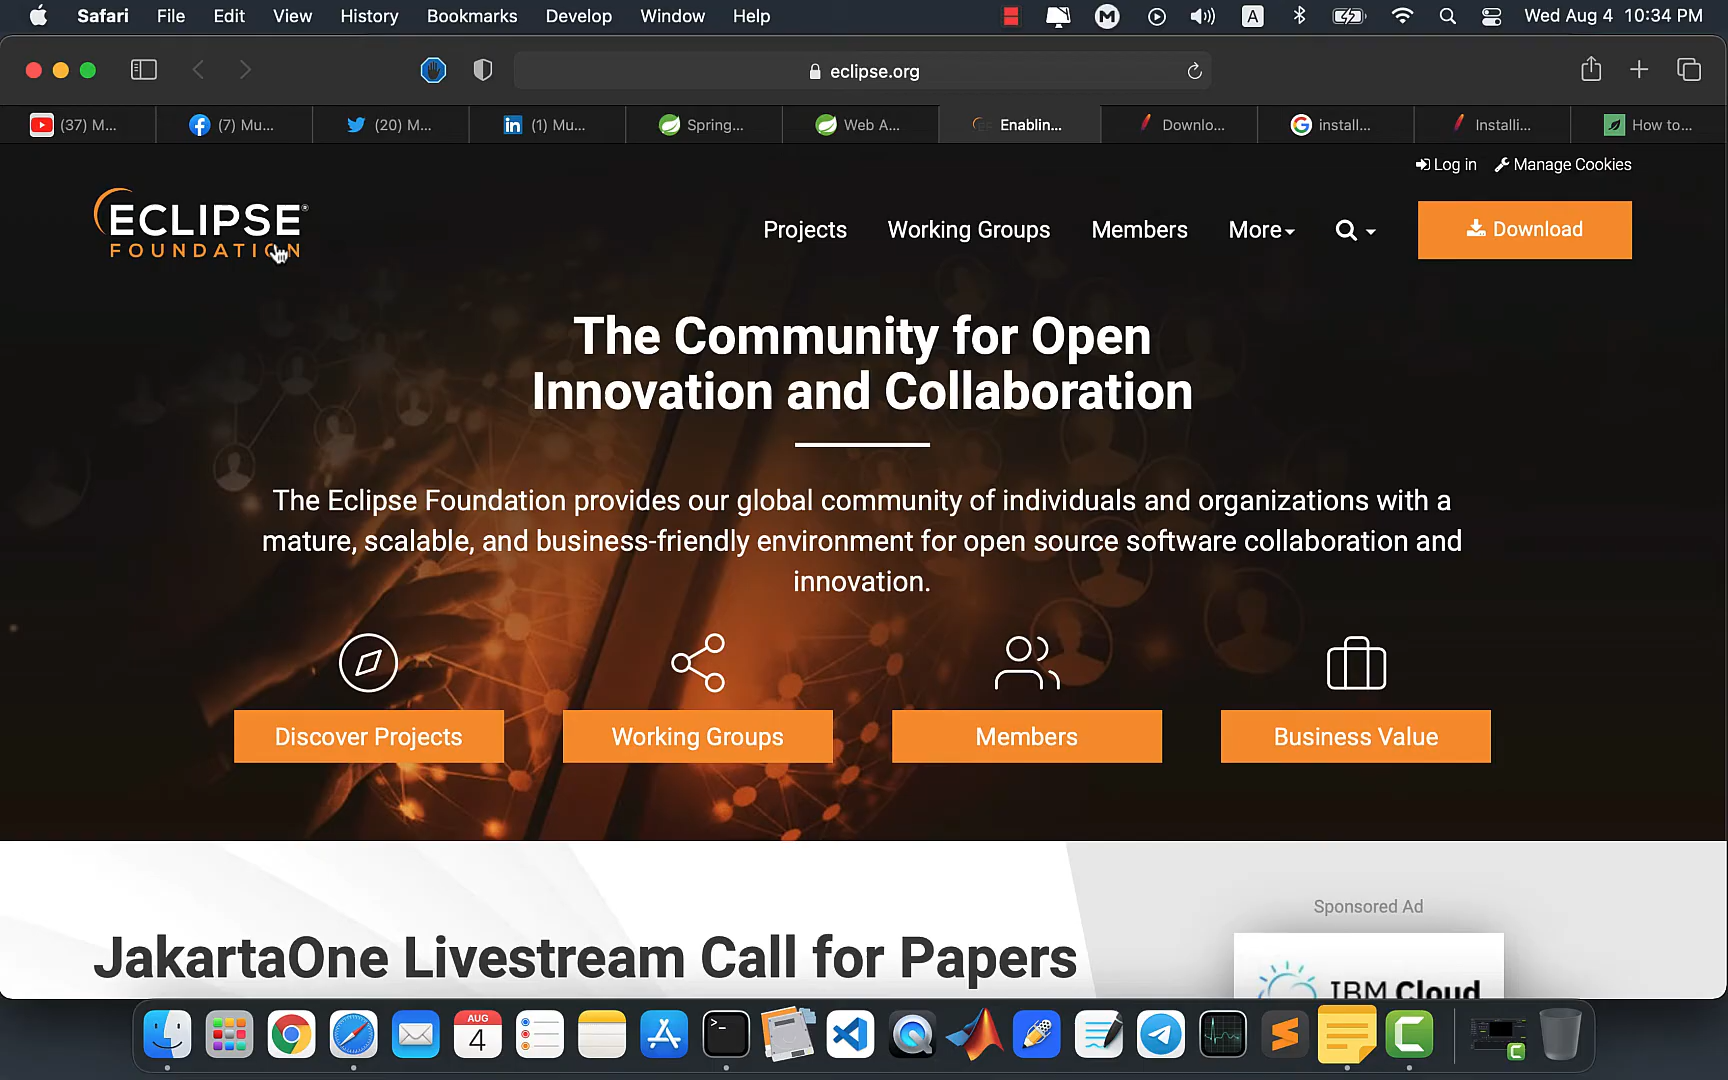 Safari File Edit View History Bookmarks Develop Window Help A Wed Aug 4 10:34 PM
eclipse.org
(37) M... (7) Mu... (20) M... in (1) Mu... Spring... Web A... Enablin... Downlo... install... Installi... How to...
Log in Manage Cookies
ECLIPSE®
FOUNDATION
Projects Working Groups Members More Download
The Community for Open
Innovation and Collaboration
The Eclipse Foundation provides our global community of individuals and organizations with a
mature, scalable, and business-friendly environment for open source software collaboration and
innovation.
Discover Projects Working Groups Members Business Value
Sponsored Ad
JakartaOne Livestream Call for Papers
IBM Cloud
AUG
4